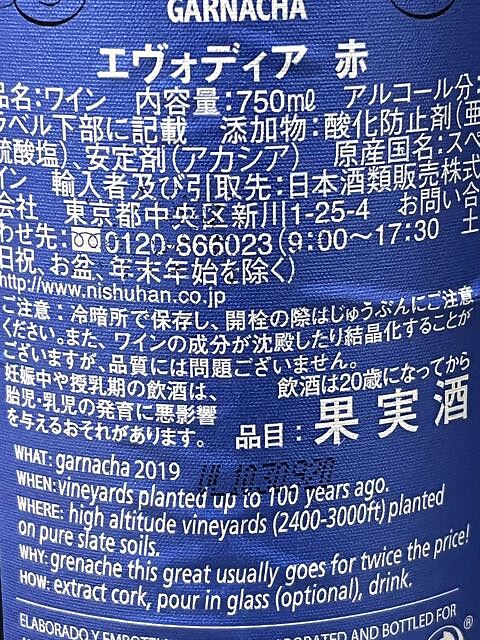 GARNACHA
エヴォディア 赤
品名:ワイン 内容量:750mℓ アルコール分:
ラベル下部に記載 添加物:酸化防止剤(亜
硫酸塩)、安定剤(アカシア) 原産国名:スペ
イン 輸入者及び引取先:日本酒類販売株式
会社 東京都中央区新川1-25-4 お問い合
わせ先: 0120-866023(9:00〜17:30 土
日祝、お盆、年末年始を除く)
http://www.nishuhan.co.jp
ご注意:冷暗所で保存し、開栓の際はじゅうぶんにご注意
ください。また、ワインの成分が沈殿したり結晶化することが
ございますが、品質には問題ございません。
妊娠中や授乳期の飲酒は、 飲酒は20歳になってから
胎児・乳児の発育に悪影響
を与えるおそれがあります。 品目:果実酒
WHAT: garnacha 2019
WHEN: vineyards planted up to 100 years ago.
WHERE: high altitude vineyards (2400-3000ft) planted
on pure slate soils.
WHY: grenache this great usually goes for twice the price!
HOW: extract cork, pour in glass (optional), drink.